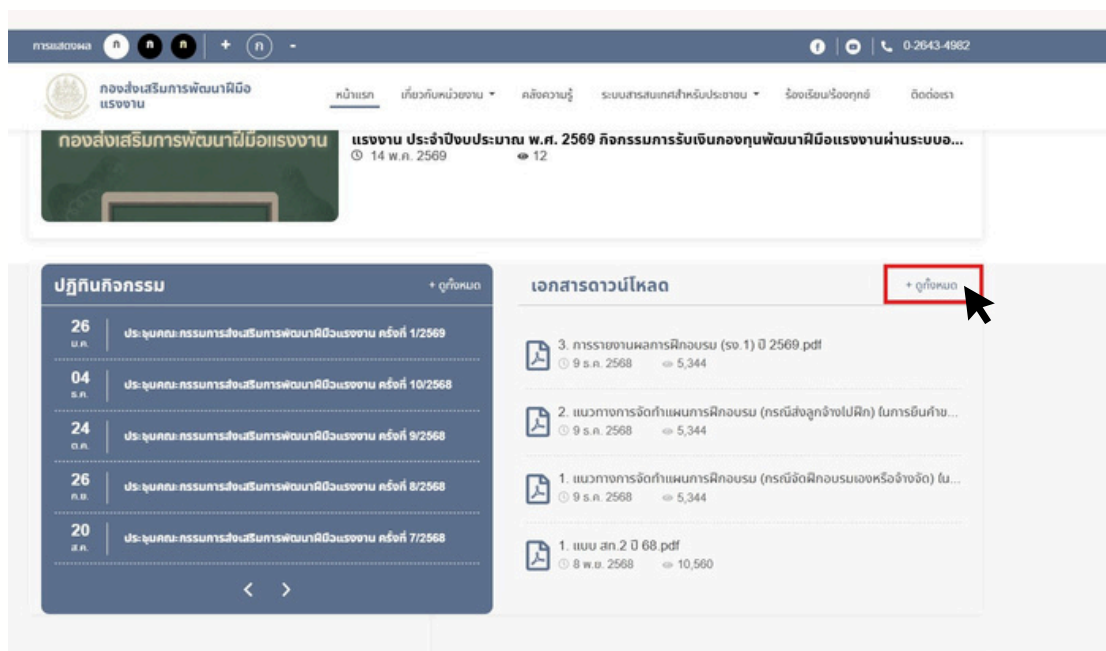 การแสดงผล ก ก ก + ก - 0-2643-4982
กองส่งเสริมการพัฒนาฝีมือ
แรงงาน
หน้าแรก เกี่ยวกับหน่วยงาน คลังความรู้ ระบบสารสนเทศสำหรับประชาชน ร้องเรียน/ร้องทุกข์ ติดต่อเรา
กองส่งเสริมการพัฒนาฝีมือแรงงาน
แรงงาน ประจำปีงบประมาณ พ.ศ. 2569 กิจกรรมการรับเงินกองทุนพัฒนาฝีมือแรงงานผ่านระบบอ...
14 พ.ค. 2569 12
ปฏิทินกิจกรรม + ดูทั้งหมด
26 ประชุมคณะกรรมการส่งเสริมการพัฒนาฝีมือแรงงาน ครั้งที่ 1/2569
ม.ค.
04 ประชุมคณะกรรมการส่งเสริมการพัฒนาฝีมือแรงงาน ครั้งที่ 10/2568
ธ.ค.
24 ประชุมคณะกรรมการส่งเสริมการพัฒนาฝีมือแรงงาน ครั้งที่ 9/2568
ต.ค.
26 ประชุมคณะกรรมการส่งเสริมการพัฒนาฝีมือแรงงาน ครั้งที่ 8/2568
ก.ย.
20 ประชุมคณะกรรมการส่งเสริมการพัฒนาฝีมือแรงงาน ครั้งที่ 7/2568
ส.ค.
เอกสารดาวน์โหลด + ดูทั้งหมด
3. การรายงานผลการฝึกอบรม (รง.1) ปี 2569.pdf
9 ธ.ค. 2568 5,344
2. แนวทางการจัดทำแผนการฝึกอบรม (กรณีส่งลูกจ้างไปฝึก) ในการยื่นคำข...
9 ธ.ค. 2568 5,344
1. แนวทางการจัดทำแผนการฝึกอบรม (กรณีจัดฝึกอบรมเองหรือจ้างจัด) ใน...
9 ธ.ค. 2568 5,344
1. แบบ สท.2 ปี 68.pdf
8 พ.ย. 2568 10,560